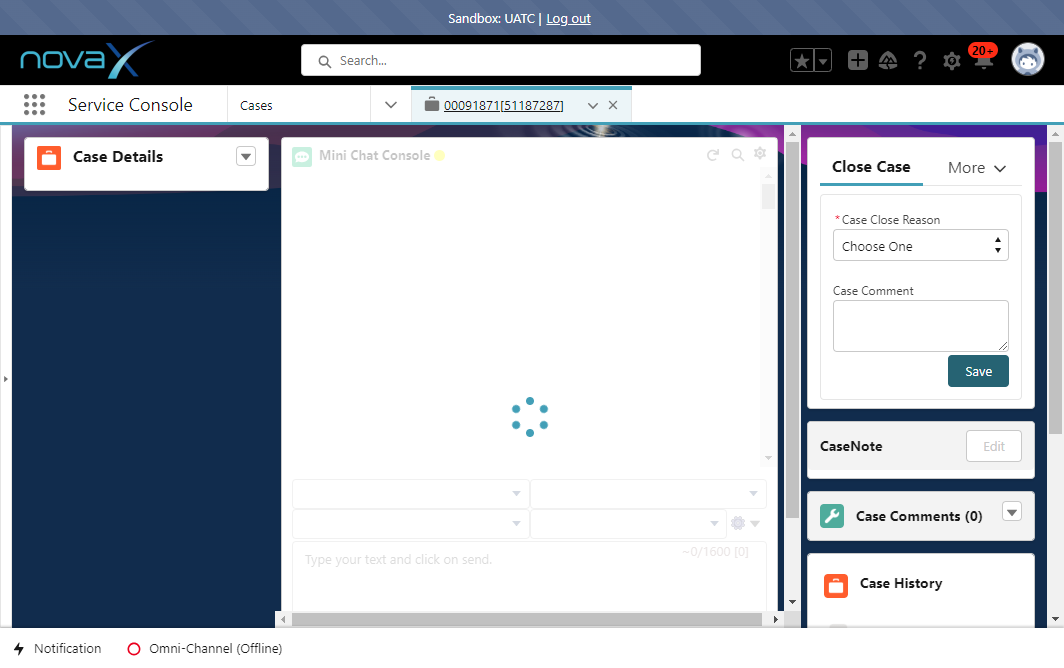 Sandbox: UATC | Log out
novaX
Search...
20+
Service Console
Cases
00091871[51187287]
Case Details
Mini Chat Console
~0/1600 [0]
Type your text and click on send.
Close Case
More
*Case Close Reason
Choose One
Case Comment
Save
CaseNote
Edit
Case Comments (0)
Case History
Notification
Omni-Channel (Offline)